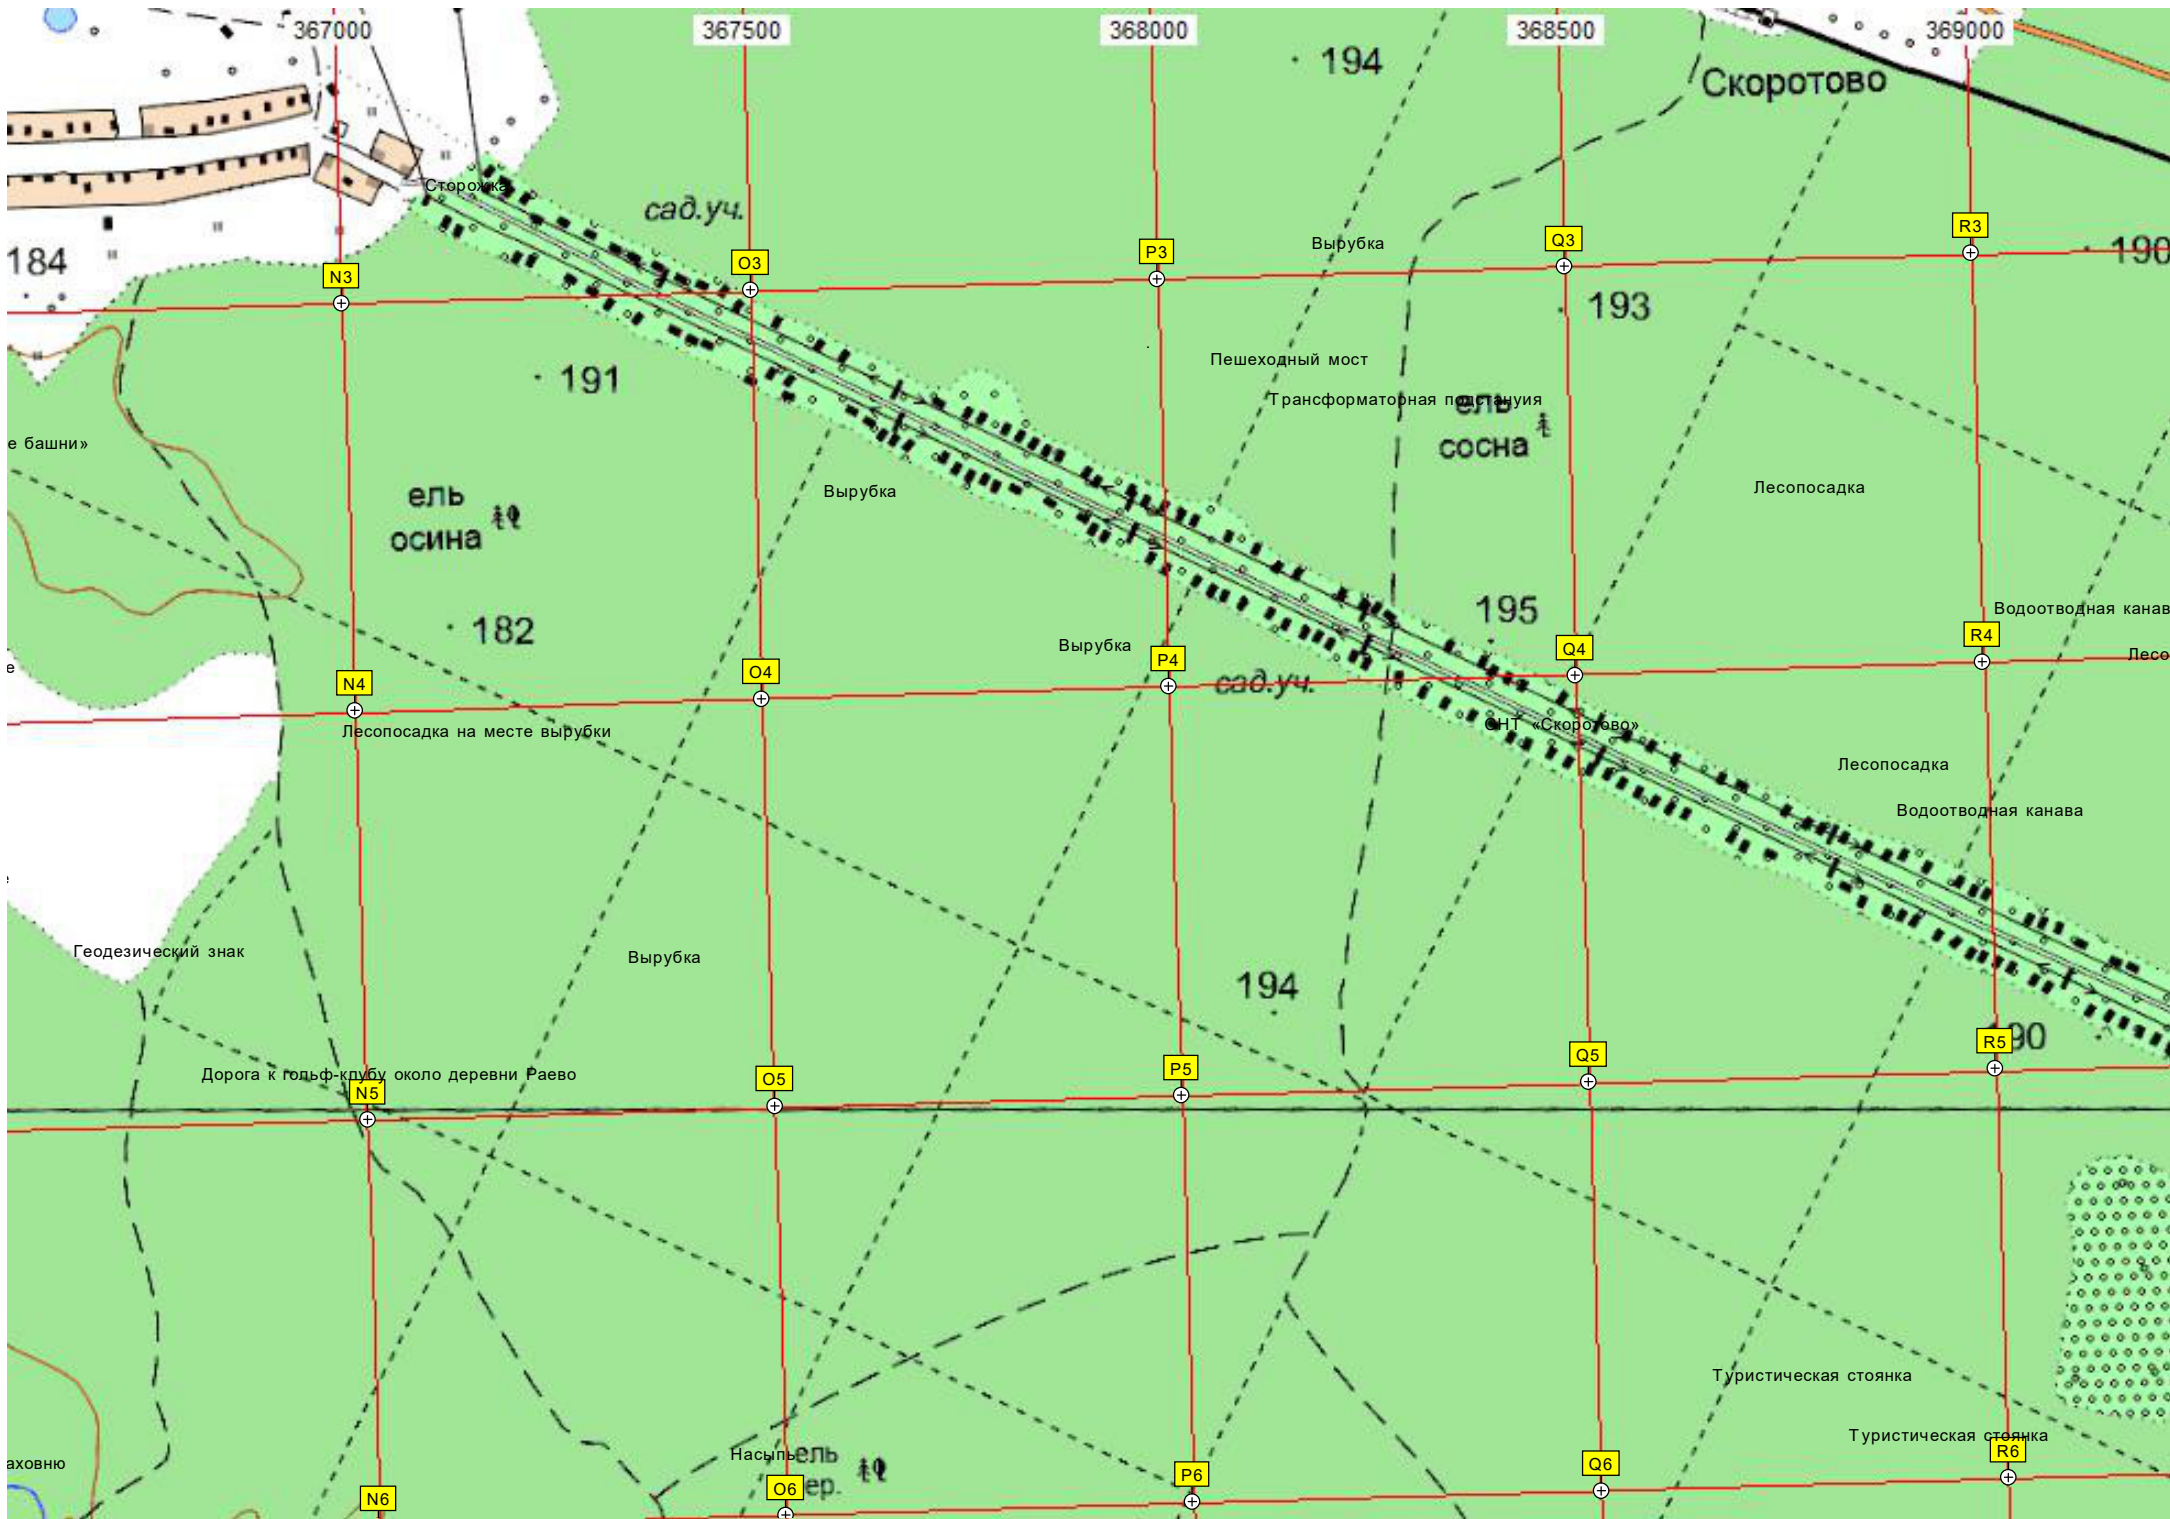 367000
367500
368000
368500
369000
194
Скоротово
Сторожка
сад.уч.
184
N3
O3
P3
Вырубка
Q3
R3
190
193
191
Пешеходный мост
Трансформаторная подстануия
ель
сосна
е башни»
ель
осина
Вырубка
Лесопосадка
182
195
Водоотводная канав
Вырубка
N4
O4
P4
Q4
R4
е
Лесо
сад.уч.
Лесопосадка на месте вырубки
СНТ «Скоротово»
Лесопосадка
Водоотводная канава
Геодезический знак
Вырубка
194
190
Дорога к гольф-клубу около деревни Раево
N5
O5
P5
Q5
R5
Туристическая стоянка
Туристическая стоянка
аховню
Насыпь
ель
ер.
N6
O6
P6
Q6
R6